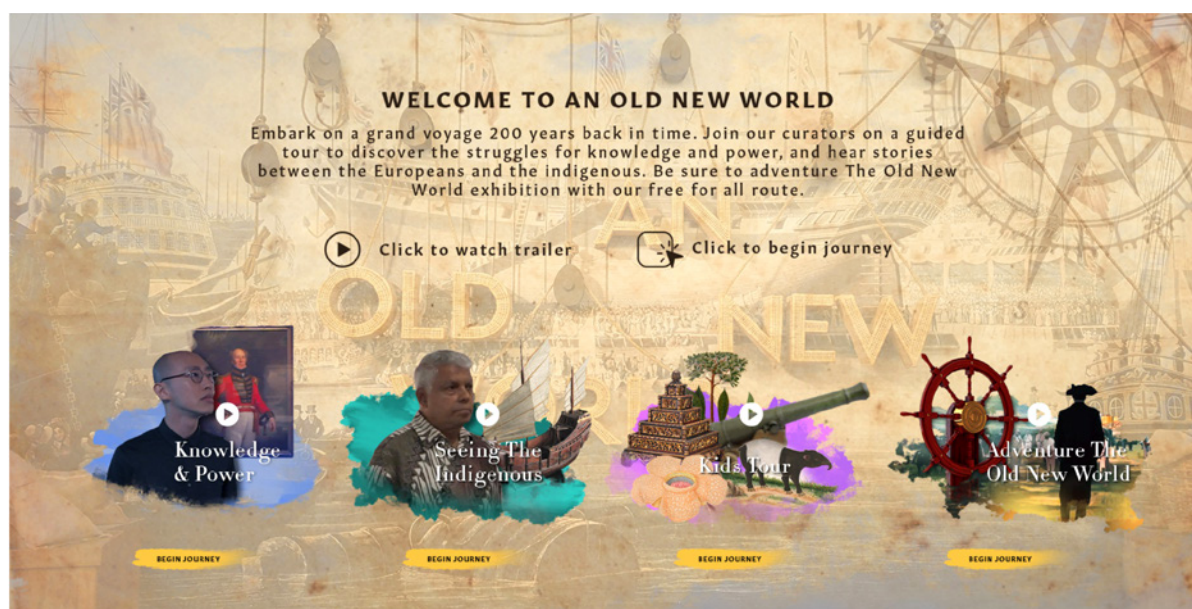 WELCOME TO AN OLD NEW WORLD
Embark on a grand voyage 200 years back in time. Join our curators on a guided
tour to discover the struggles for knowledge and power, and hear stories
between the Europeans and the indigenous. Be sure to adventure The Old New
World exhibition with our free for all route.
Click to watch trailer
Click to begin journey
AN
OLD NEW
WORLD
Knowledge
& Power
Seeing The
Indigenous
Kids Tour
Adventure The
Old New World
BEGIN JOURNEY
BEGIN JOURNEY
BEGIN JOURNEY
BEGIN JOURNEY